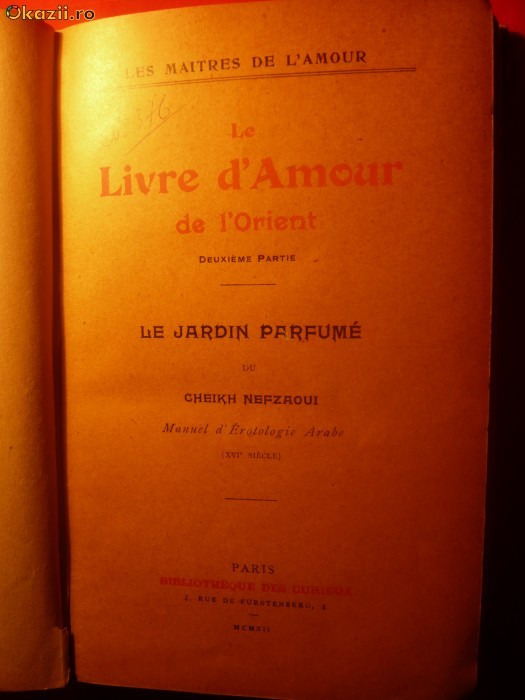 Okazii.ro
LES MAITRES DE L'AMOUR
Le
Livre d'Amour
de l'Orient
DEUXIÈME PARTIE
LE JARDIN PARFUMÉ
DU
CHEIKH NEFZAOUI
Manuel d'Érotologie Arabe
(XVIe SIÈCLE)
PARIS
BIBLIOTHÈQUE DES CURIEUX
4, RUE DE FURSTENBERG, 4
MCMXII